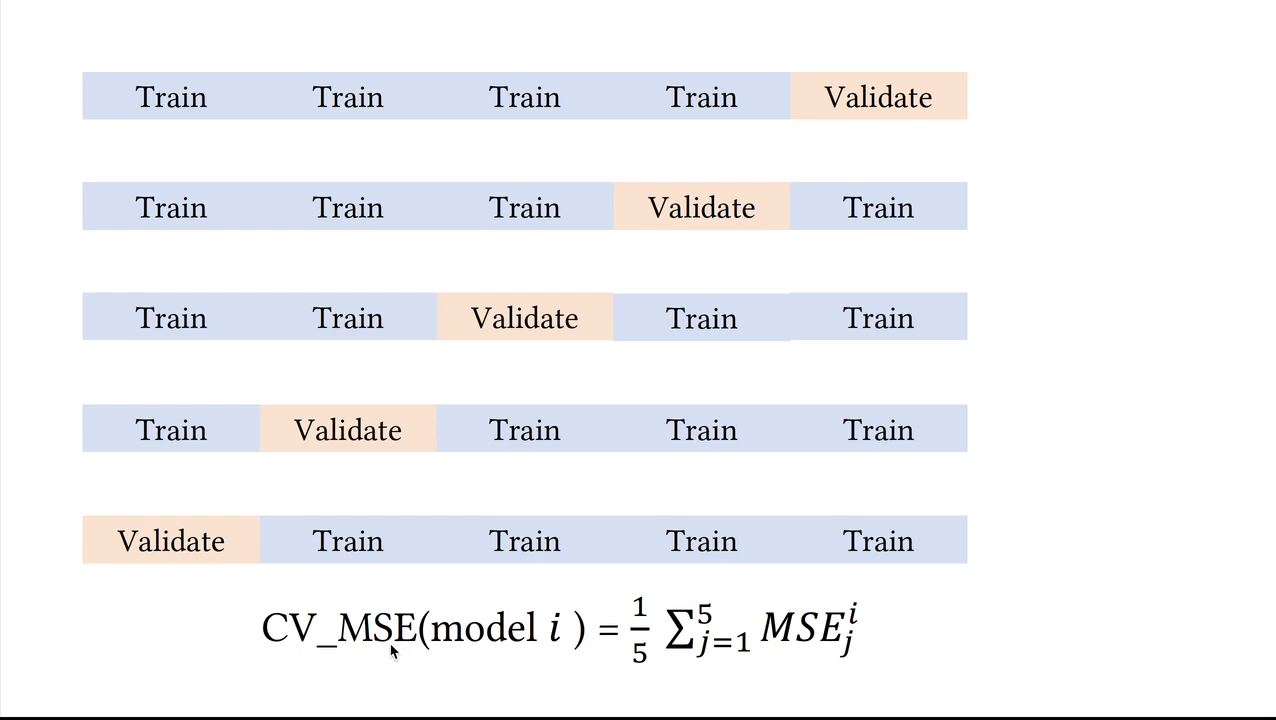 Train Train Train Train Validate
Train Train Train Validate Train
Train Train Validate Train Train
Train Validate Train Train Train
Validate Train Train Train Train
CV_MSE(model 𝑖 ) = 1/5 ∑_{𝑗=1}^{5} 𝑀𝑆𝐸_𝑗^𝑖